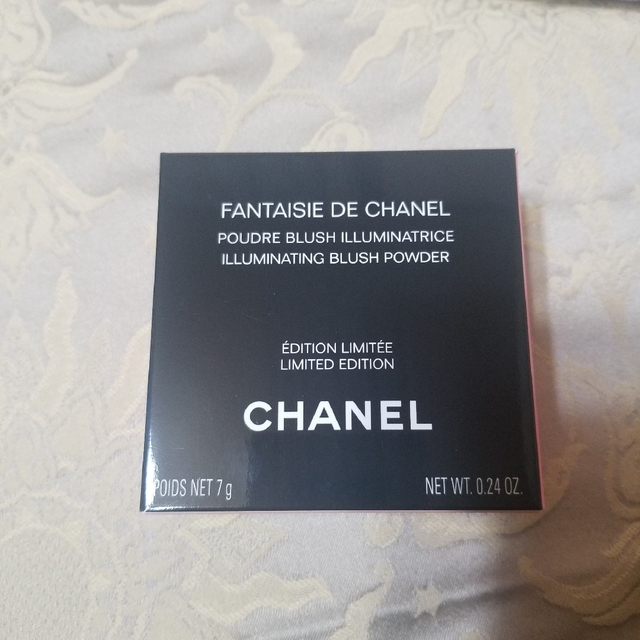 FANTAISIE DE CHANEL
POUDRE BLUSH ILLUMINATRICE
ILLUMINATING BLUSH POWDER
ÉDITION LIMITÉE
LIMITED EDITION
CHANEL
POIDS NET 7 g NET WT. 0.24 OZ.